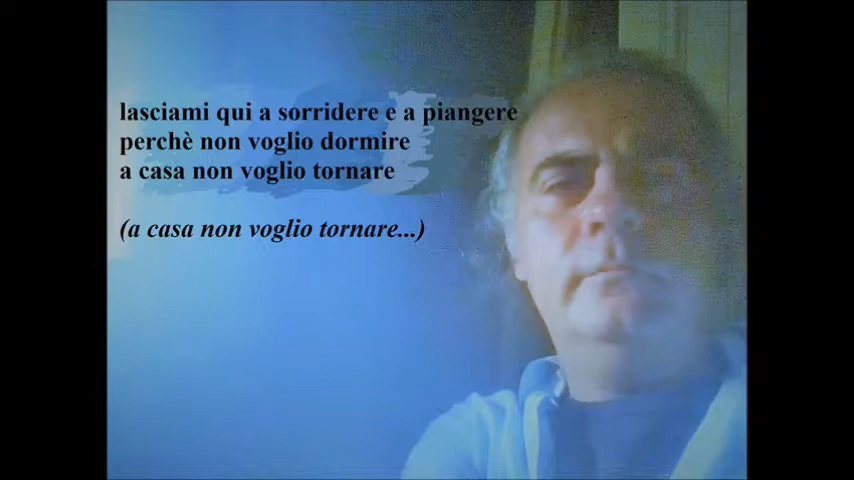 lasciami qui a sorridere e a piangere
perchè non voglio dormire
a casa non voglio tornare
(a casa non voglio tornare...)